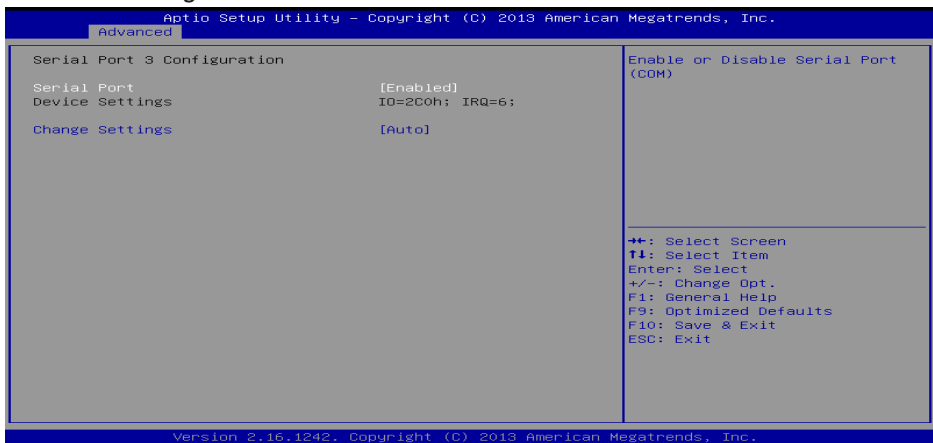 Aptio Setup Utility – Copyright (C) 2013 American Megatrends, Inc.
Advanced
Serial Port 3 Configuration
Serial Port [Enabled]
Device Settings IO=2C0h; IRQ=6;
Change Settings [Auto]
Enable or Disable Serial Port
(COM)
→←: Select Screen
↑↓: Select Item
Enter: Select
+/-: Change Opt.
F1: General Help
F9: Optimized Defaults
F10: Save & Exit
ESC: Exit
Version 2.16.1242. Copyright (C) 2013 American Megatrends, Inc.